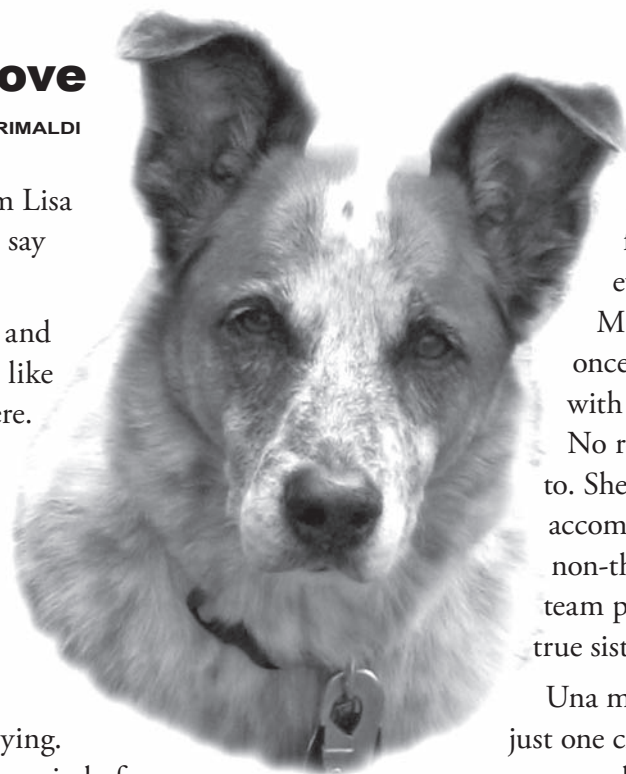 ove
RIMALDI
m Lisa
say
and
like
ere.
ying.
M
once
with
No r
to. She
accom
non-th
team p
true sist
Una m
just one c